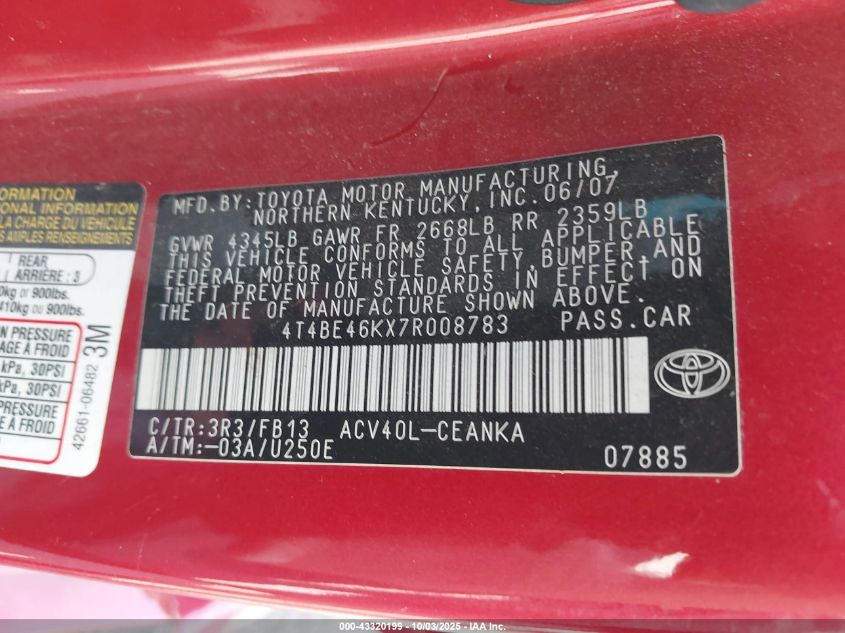 ORMATION
ONAL INFORMATION
LA CHARGE DU VÉHICULE
S AMPLES RENSEIGNEMENTS
REAR
ARRIÈRE : 3
0kg or 900lbs.
410kg ou 900lbs.
ON PRESSURE
AGE À FROID
kPa, 30PSI
kPa, 30PSI
PRESSURE
E À FROID
42661-06482 3M
MFD.BY:TOYOTA MOTOR MANUFACTURING,
NORTHERN KENTUCKY, INC.06/07
GVWR 4345LB GAWR FR 2668LB RR 2359LB
THIS VEHICLE CONFORMS TO ALL APPLICABLE
FEDERAL MOTOR VEHICLE SAFETY,BUMPER,AND
THEFT PREVENTION STANDARDS IN EFFECT ON
THE DATE OF MANUFACTURE SHOWN ABOVE.
4T4BE46KX7R008783 PASS.CAR
C/TR:3R3/FB13 ACV40L-CEANKA
A/TM:-03A/U250E
07885
000-43320199 - 10/03/2025 - IAA Inc.